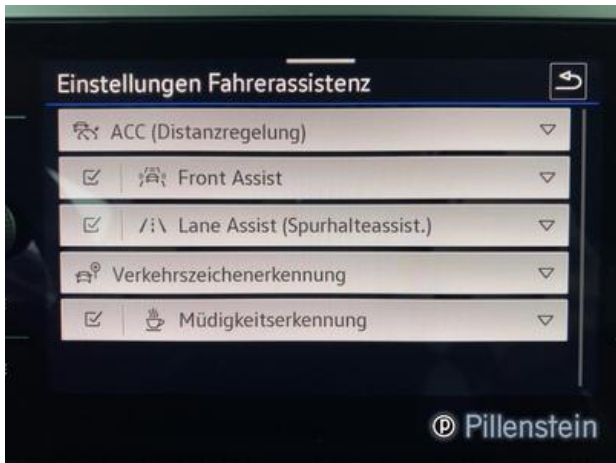 Einstellungen Fahrerassistenz
ACC (Distanzregelung)
Front Assist
Lane Assist (Spurhalteassist.)
Verkehrszeichenerkennung
Müdigkeitserkennung
Pillenstein